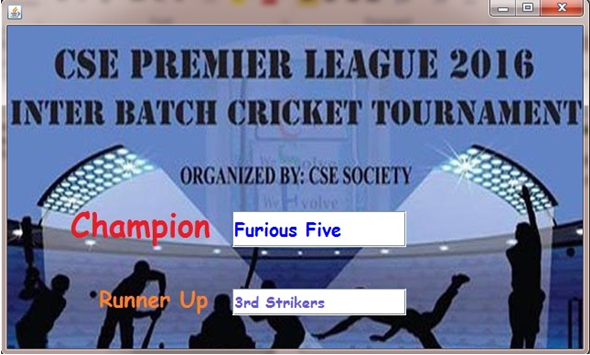 CSE PREMIER LEAGUE 2016
INTER BATCH CRICKET TOURNAMENT
ORGANIZED BY: CSE SOCIETY
Champion Furious Five
Runner Up 3rd Strikers